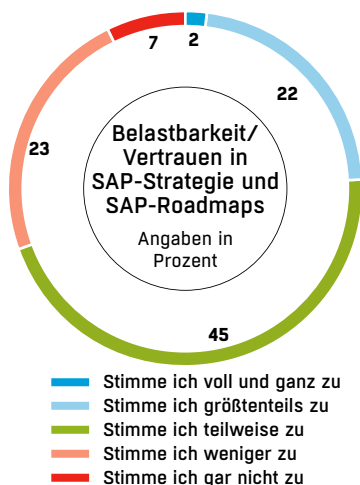 7
2
22
23
Belastbarkeit/
Vertrauen in
SAP-Strategie und
SAP-Roadmaps
Angaben in
Prozent
45
Stimme ich voll und ganz zu
Stimme ich größtenteils zu
Stimme ich teilweise zu
Stimme ich weniger zu
Stimme ich gar nicht zu